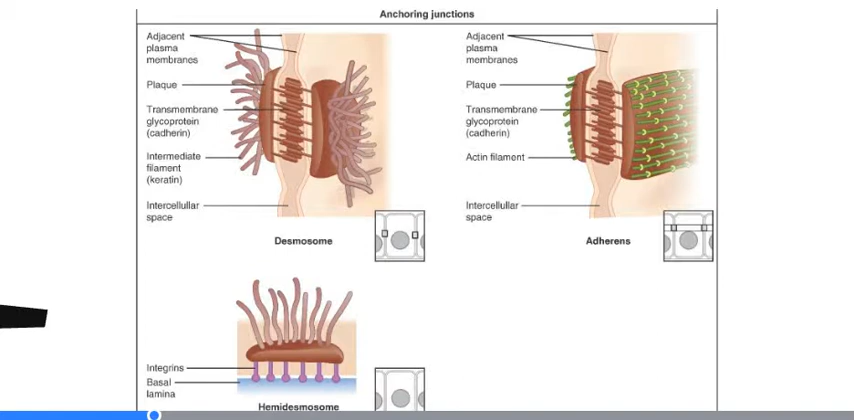 Anchoring junctions
Adjacent
plasma
membranes
Plaque
Transmembrane
glycoprotein
(cadherin)
Intermediate
filament
(keratin)
Intercellular
space
Desmosome
Adjacent
plasma
membranes
Plaque
Transmembrane
glycoprotein
(cadherin)
Actin filament
Intercellular
space
Adherens
Integrins
Basal
lamina
Hemidesmosome